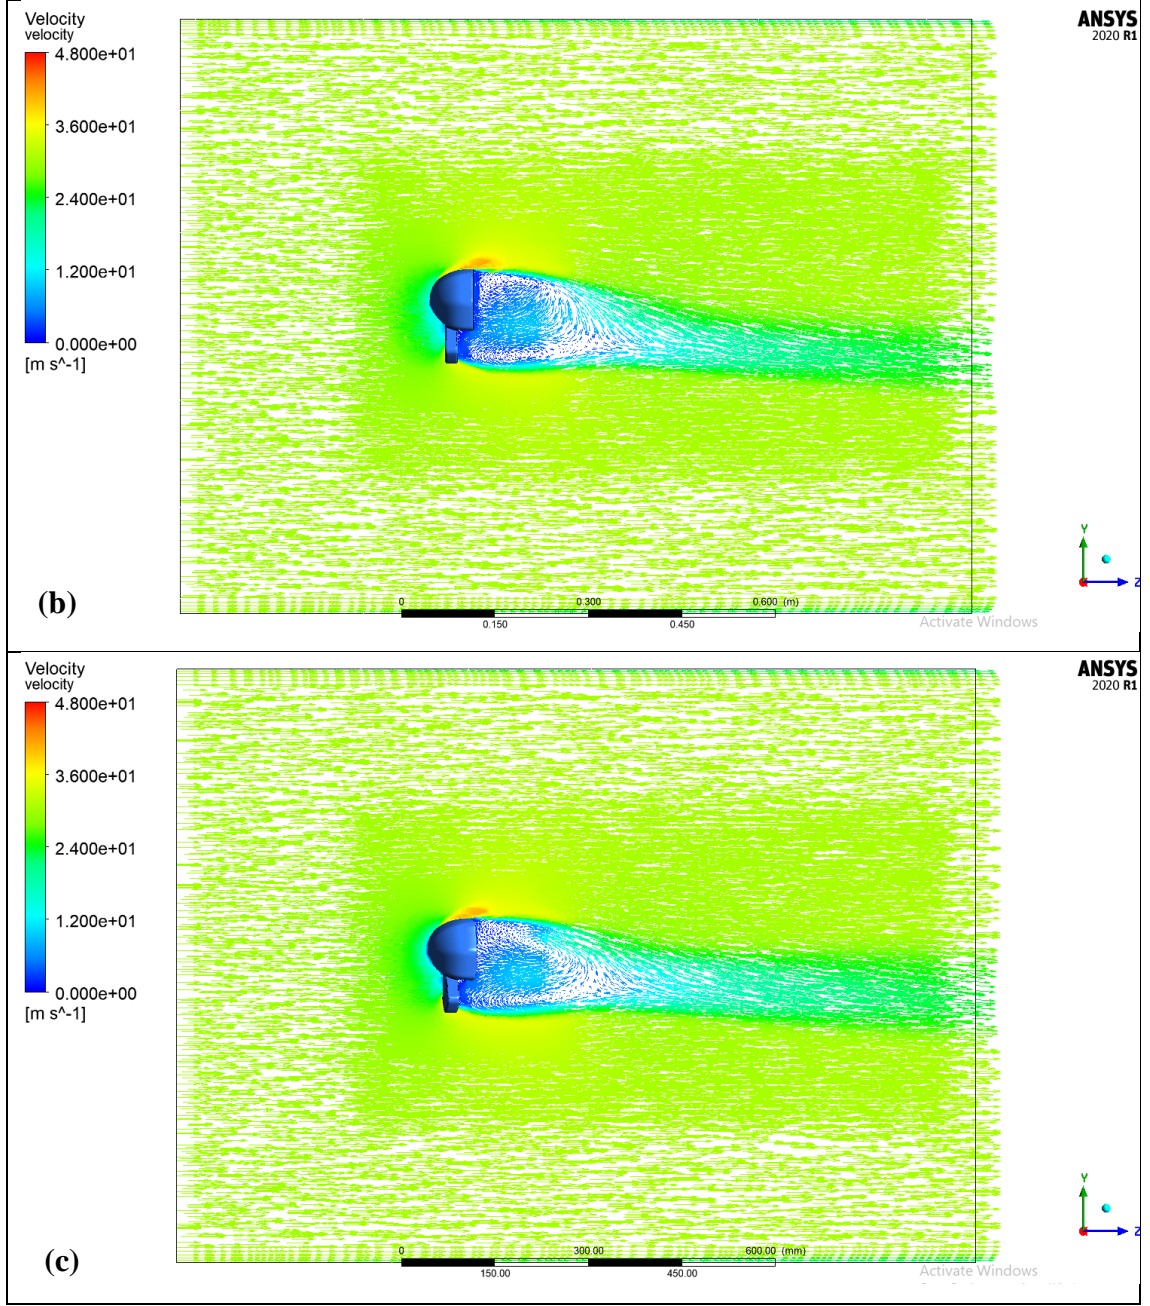 Velocity
velocity
4.800e+01
3.600e+01
2.400e+01
1.200e+01
0.000e+00
[m s^-1]
ANSYS
2020 R1
Y
Z
(b)
0 0.300 0.600 (m)
0.150 0.450
Activate Windows
Velocity
velocity
4.800e+01
3.600e+01
2.400e+01
1.200e+01
0.000e+00
[m s^-1]
ANSYS
2020 R1
Y
Z
(c)
0 300.00 600.00 (mm)
150.00 450.00
Activate Windows